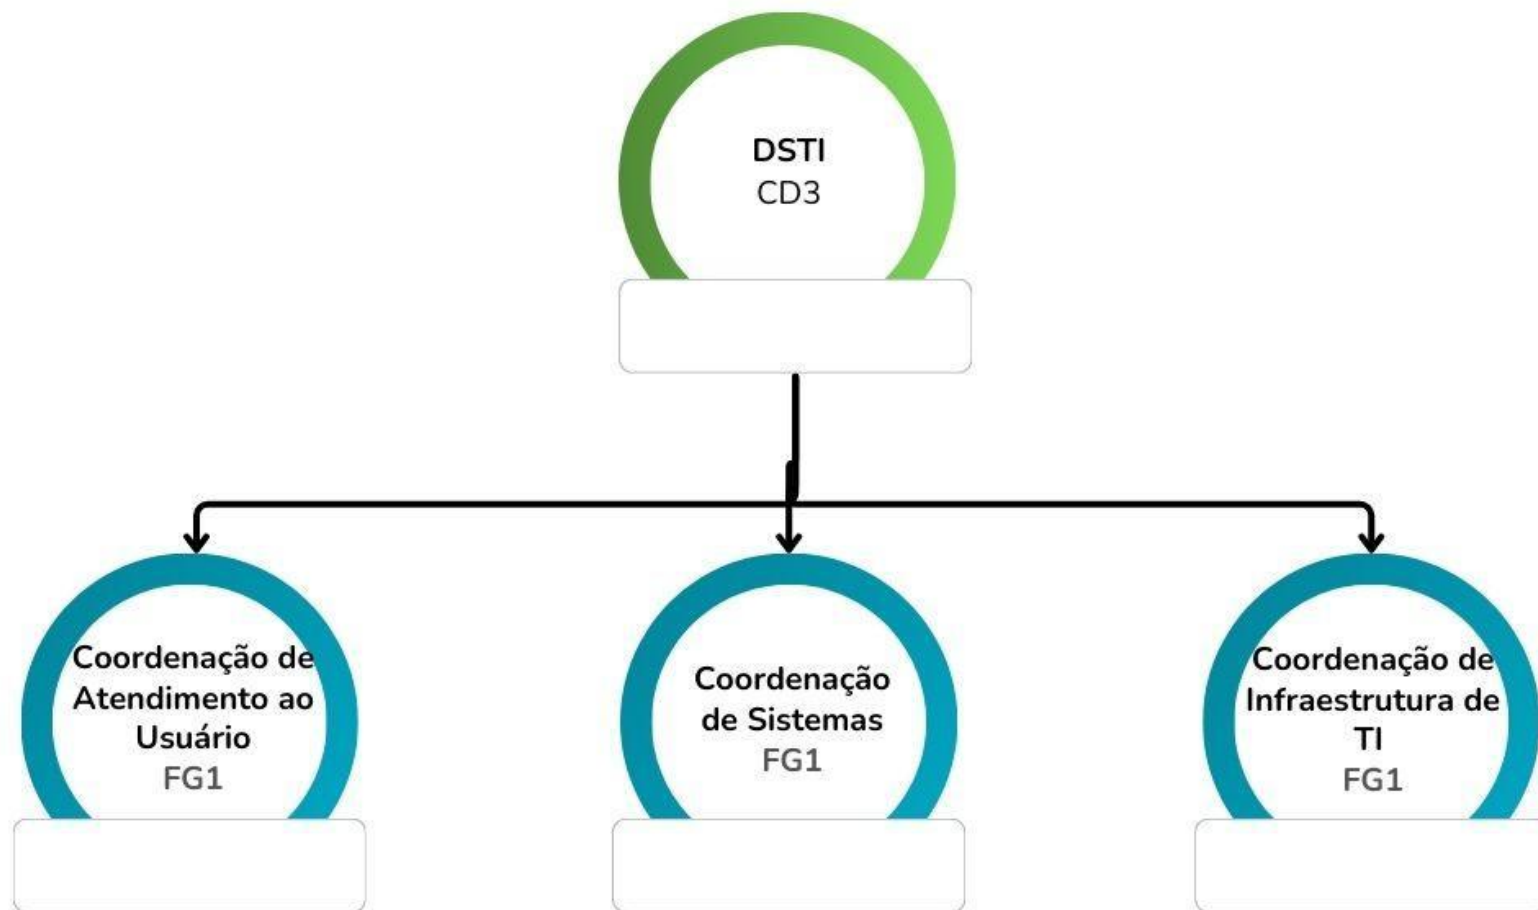 DSTI
CD3
Coordenação de
Atendimento ao
Usuário
FG1
Coordenação
de Sistemas
FG1
Coordenação de
Infraestrutura de
TI
FG1